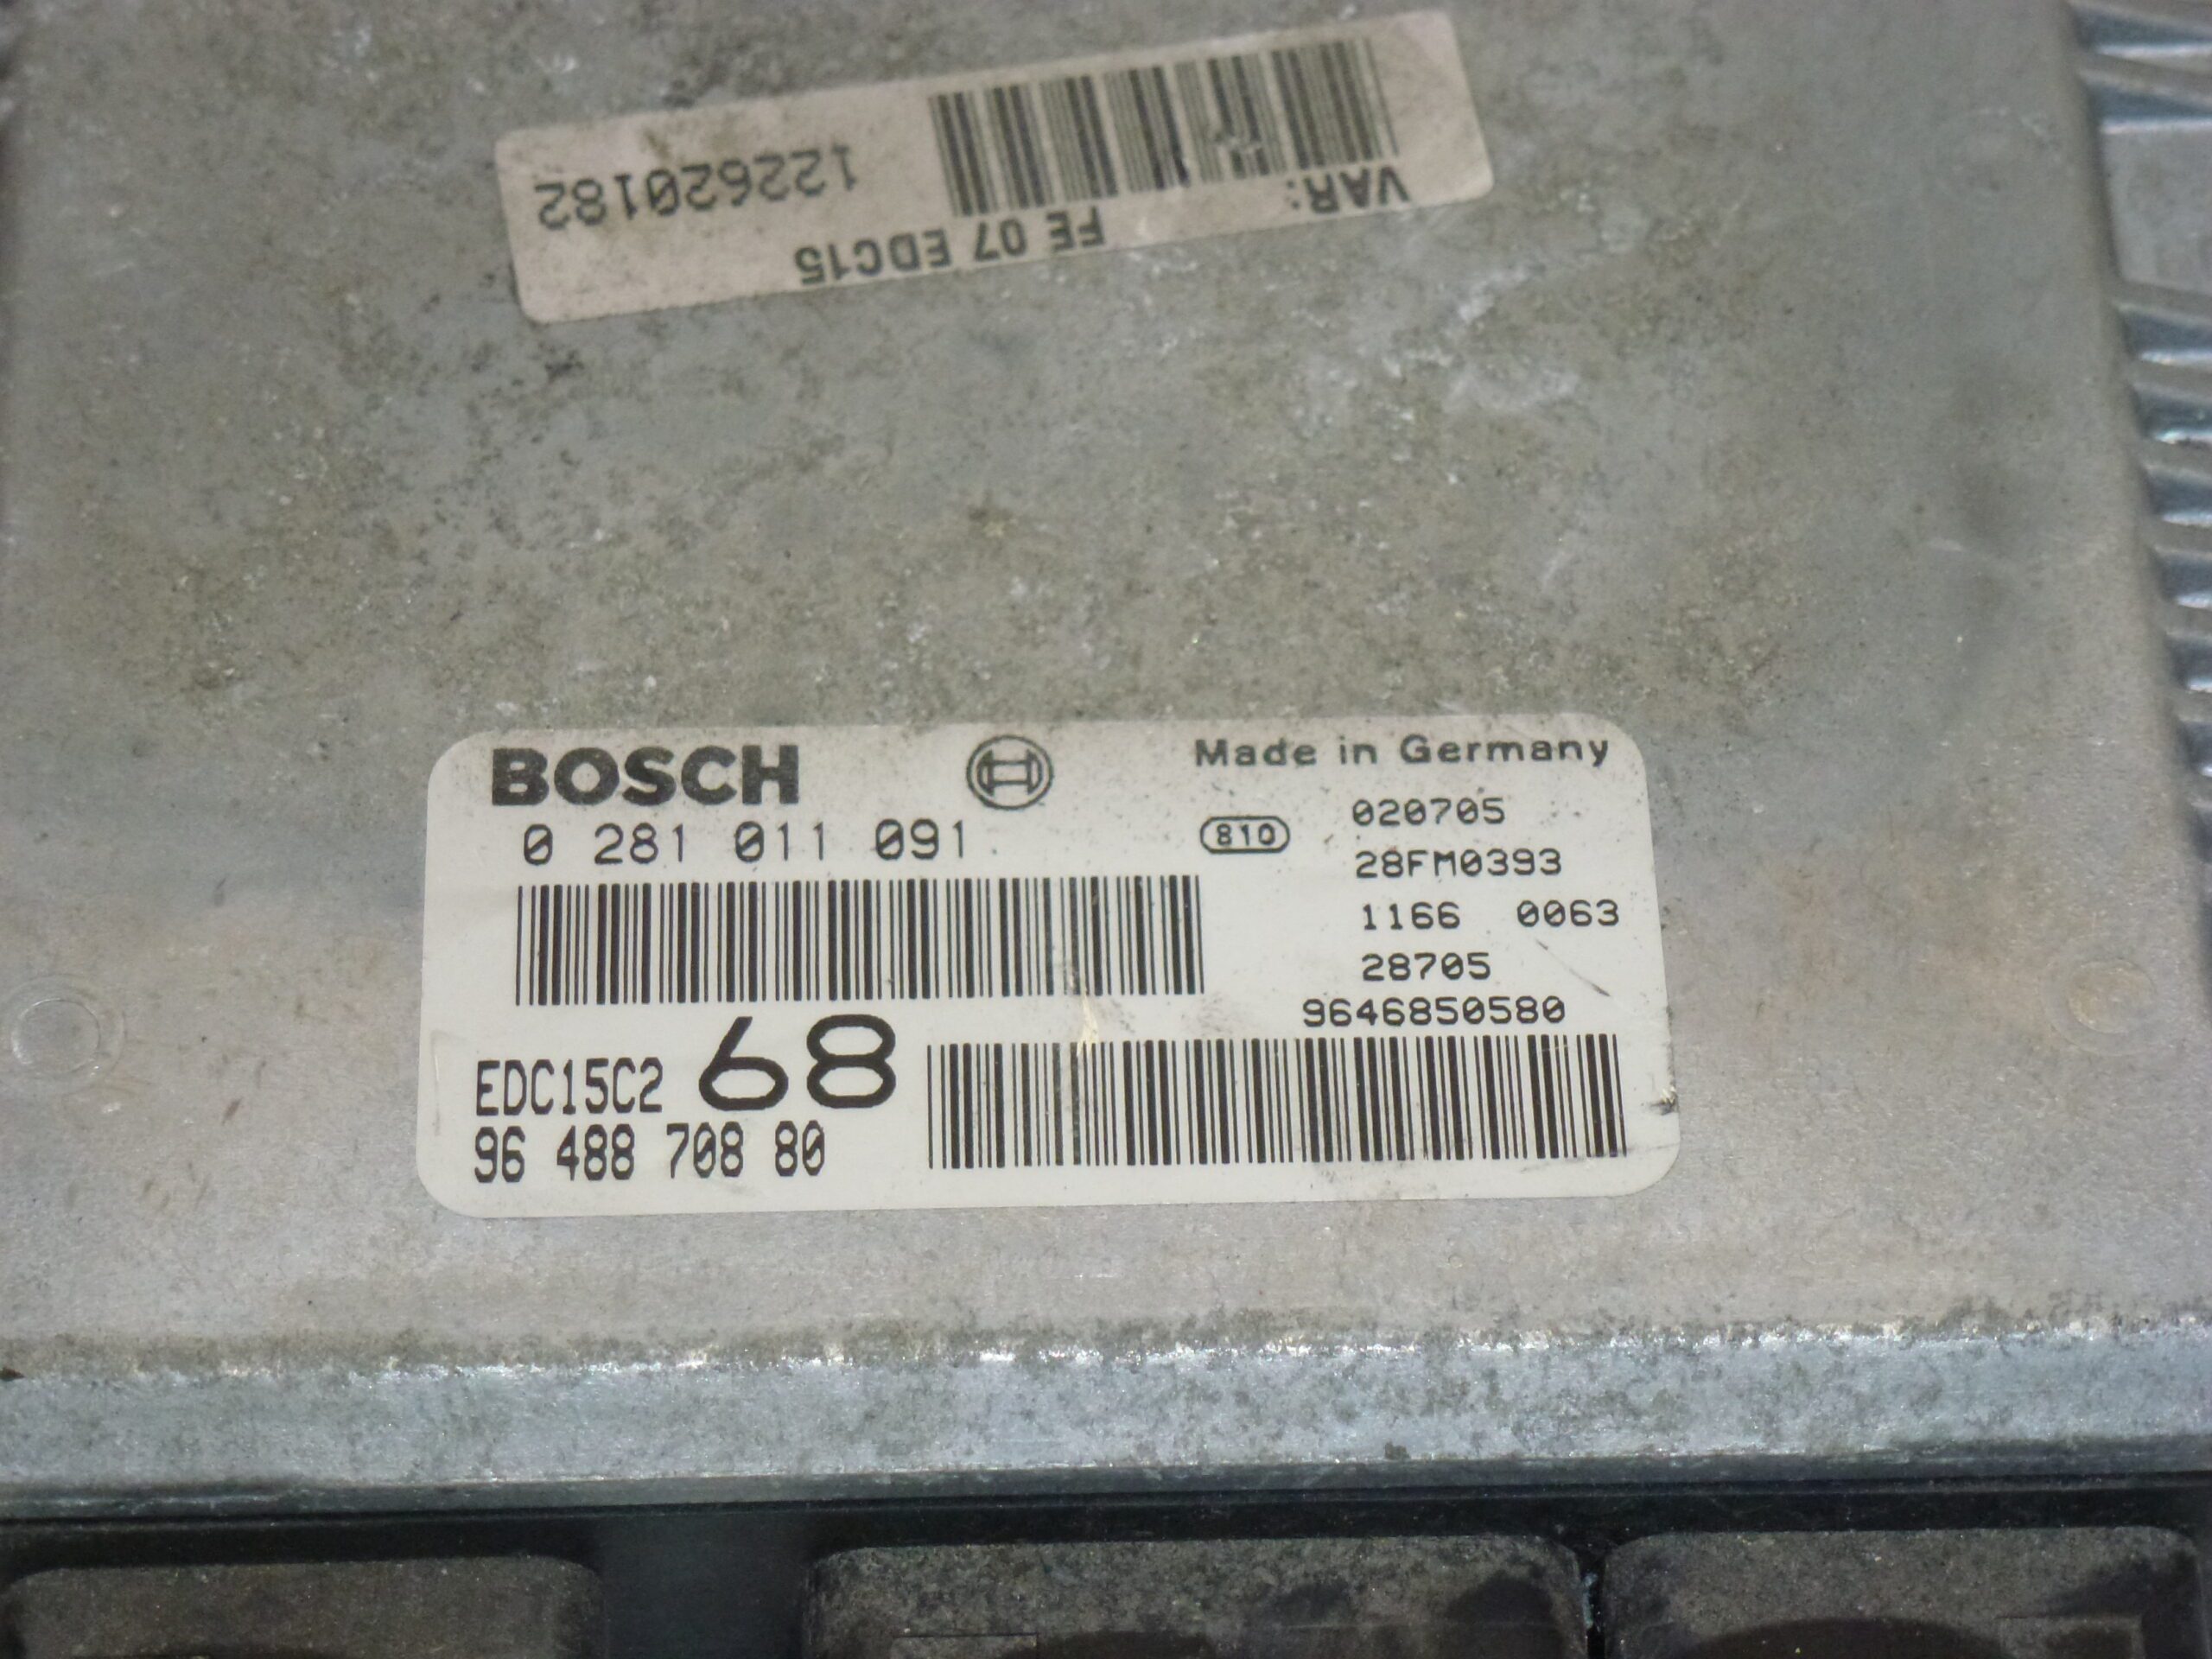 122620182
VAR:
FE 07 EDC15
BOSCH
Made in Germany
0 281 011 091
810
020705
28FM0393
1166 0063
28705
9646850580
EDC15C2 68
96 488 708 80